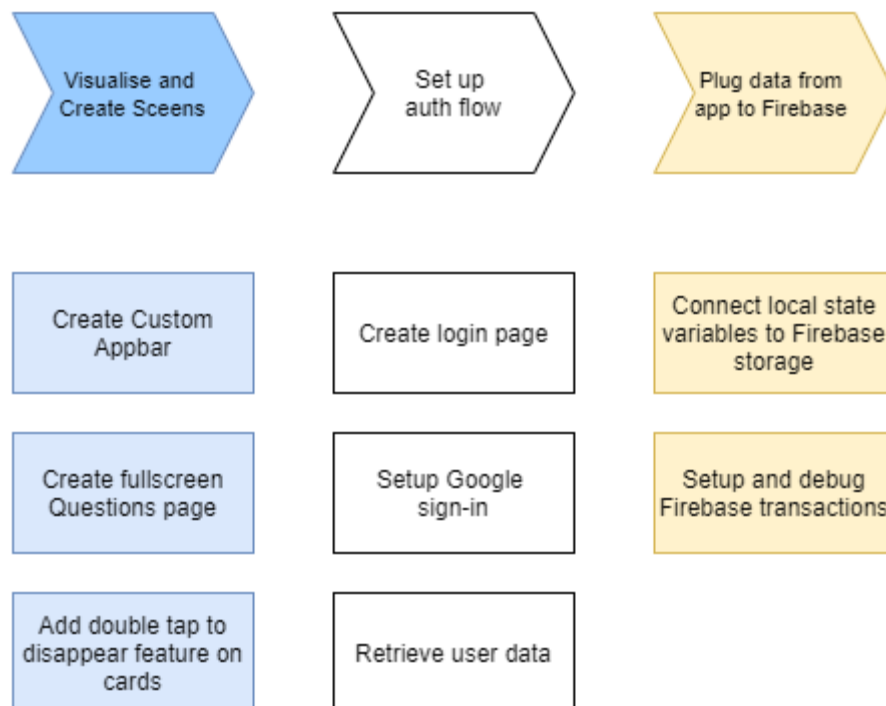 Visualise and
Create Sceens
Set up
auth flow
Plug data from
app to Firebase
Create Custom
Appbar
Create login page
Connect local state
variables to Firebase
storage
Create fullscreen
Questions page
Setup Google
sign-in
Setup and debug
Firebase transactions
Add double tap to
disappear feature on
cards
Retrieve user data